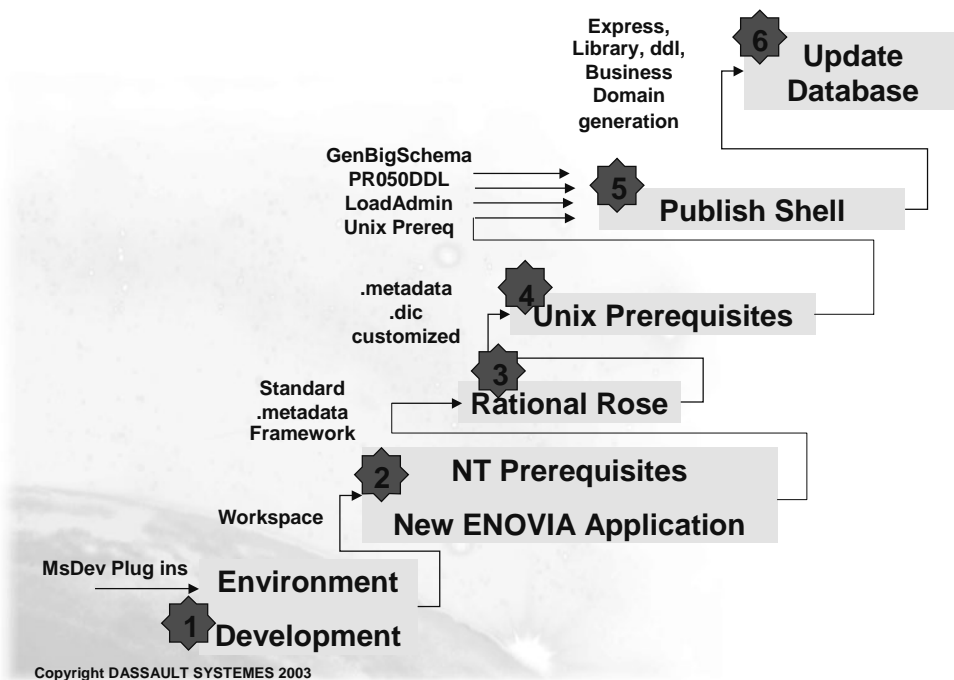 Express,
Library, ddl,
Business
Domain
generation
6
Update
Database
GenBigSchema
PR050DDL
LoadAdmin
Unix Prereq
5
Publish Shell
.metadata
.dic
customized
4
Unix Prerequisites
3
Rational Rose
Standard
.metadata
Framework
2
NT Prerequisites
New ENOVIA Application
Workspace
MsDev Plug ins
Environment
1
Development
Copyright DASSAULT SYSTEMES 2003